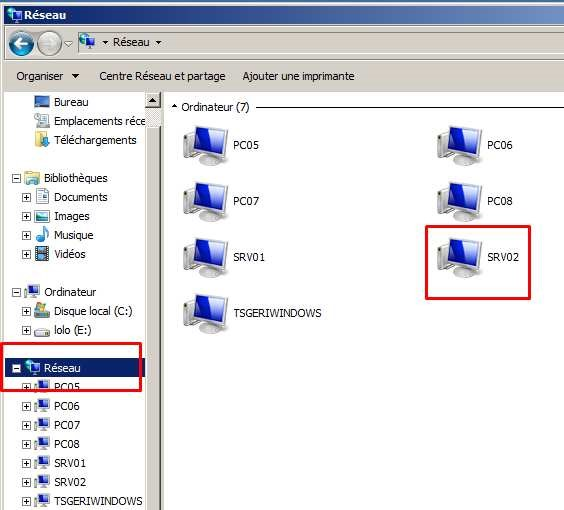 Réseau
Réseau
Organiser Centre Réseau et partage Ajouter une imprimante
Bureau
Emplacements réce
Téléchargements
Bibliothèques
Documents
Images
Musique
Vidéos
Ordinateur
Disque local (C:)
lolo (E:)
Réseau
PC05
PC06
PC07
PC08
SRV01
SRV02
TSGERIWINDOWS
Ordinateur (7)
PC05 PC06
PC07 PC08
SRV01 SRV02
TSGERIWINDOWS